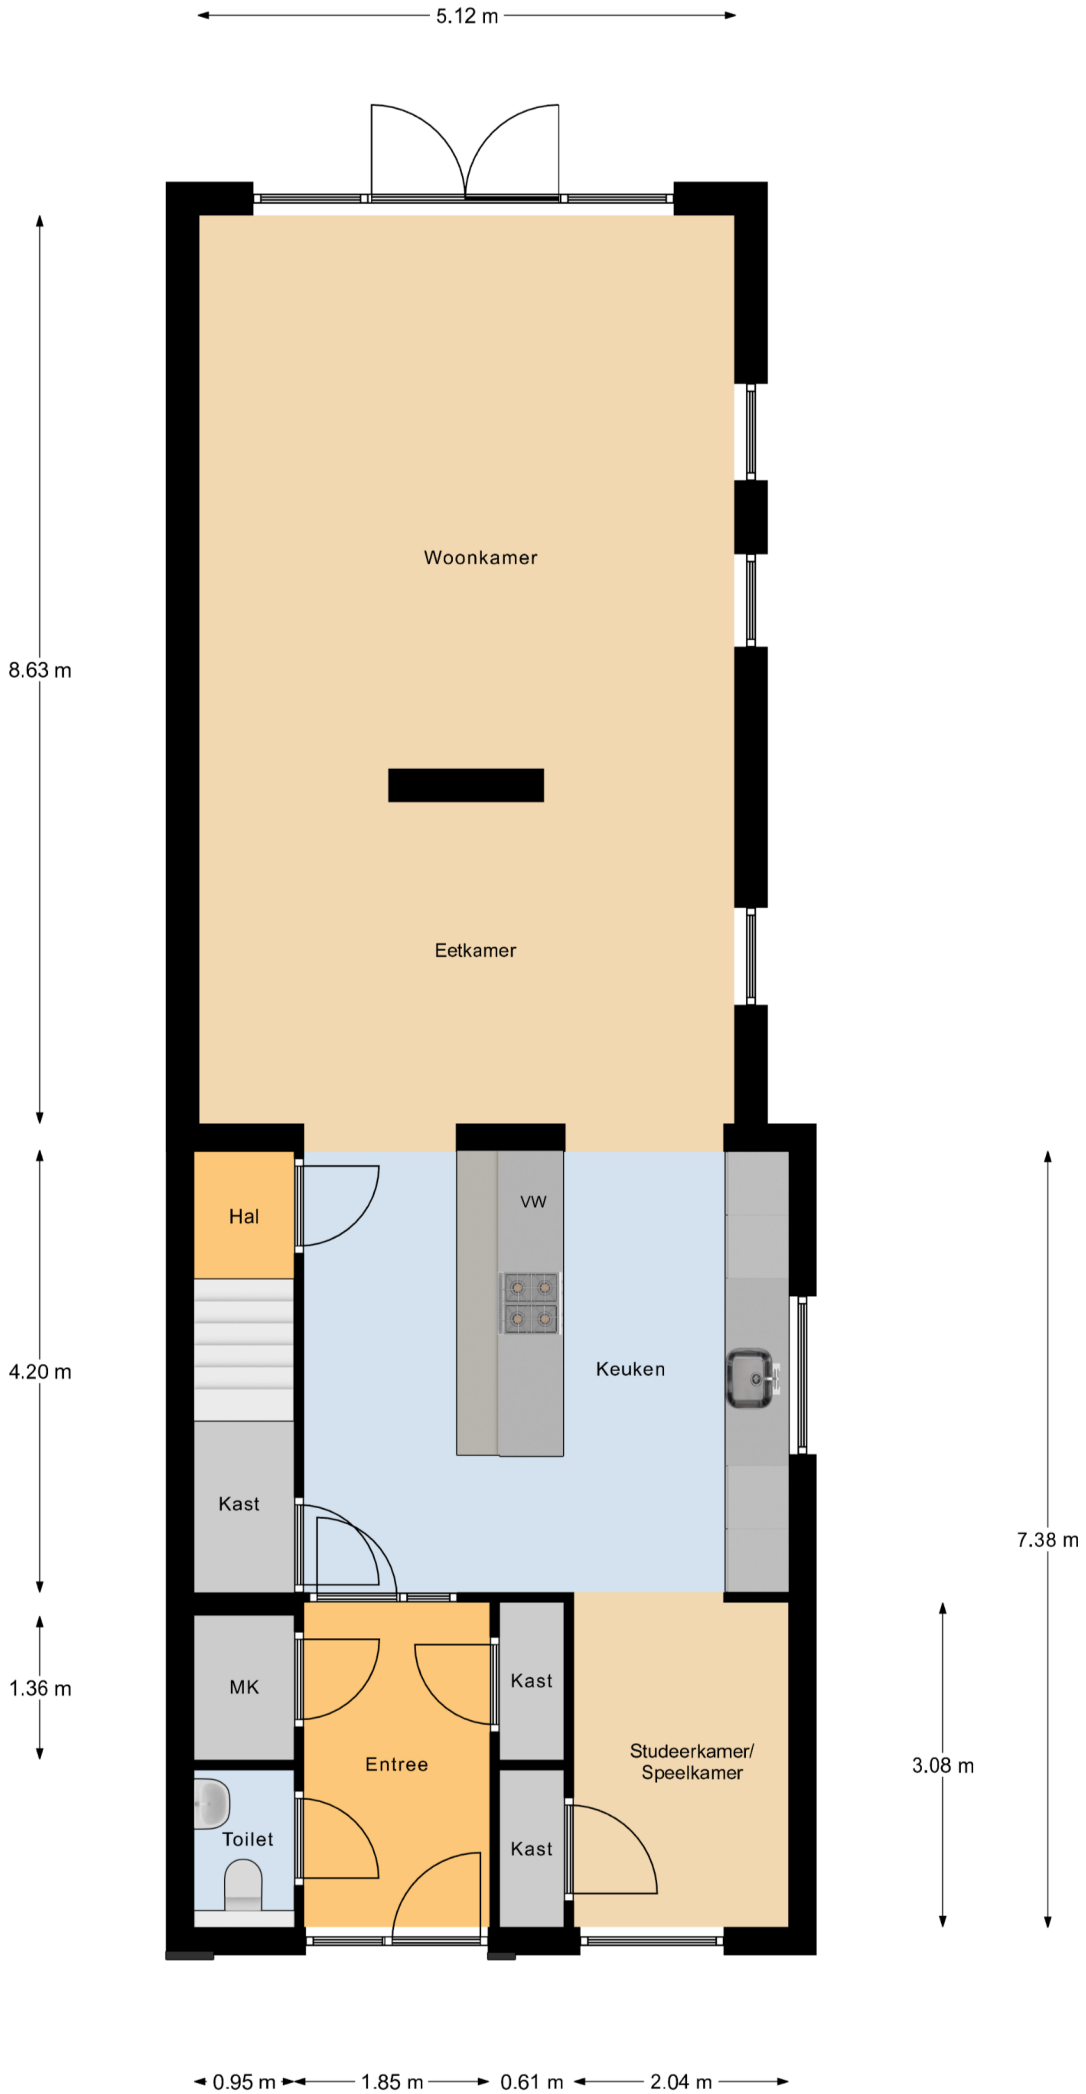 5.12 m
Woonkamer
8.63 m
Eetkamer
VW
Hal
Keuken
4.20 m
Kast
7.38 m
Kast
MK
1.36 m
Studeerkamer/
Speelkamer
Entree
3.08 m
Toilet
Kast
0.95 m
1.85 m
0.61 m
2.04 m